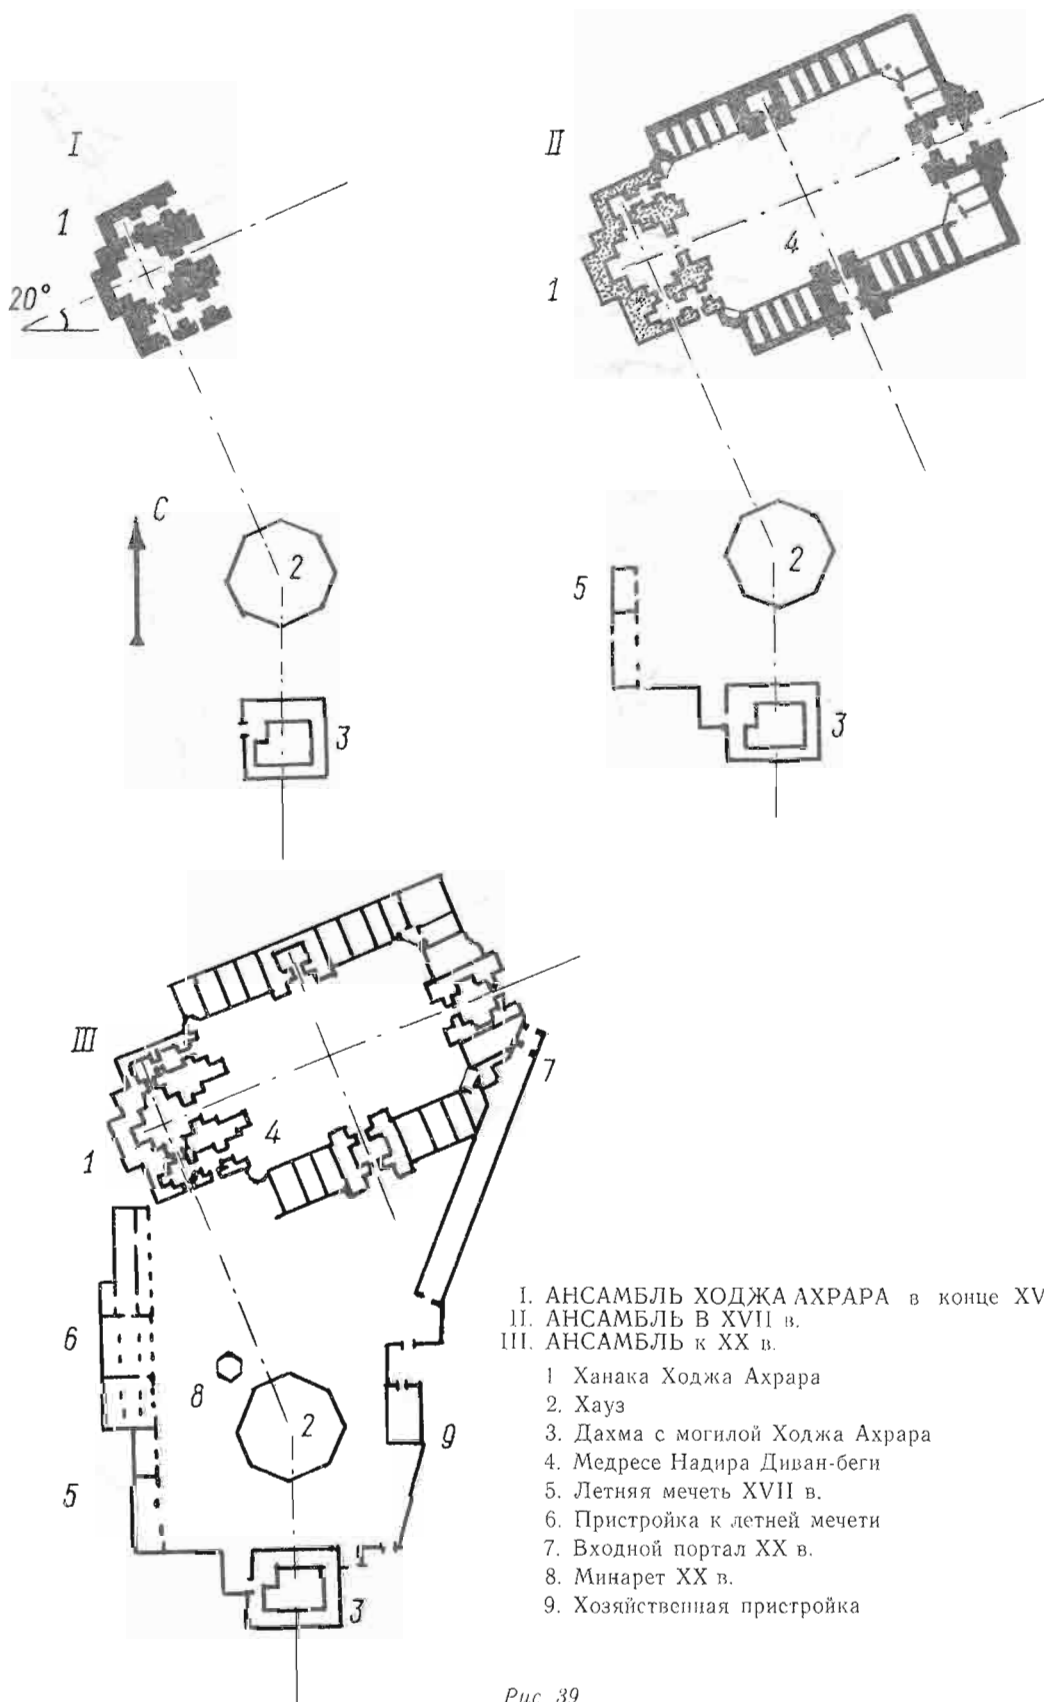 I
1
20°
С
2
3
II
1
4
5
2
3
III
1
4
7
6
8
2
9
5
3
I. АНСАМБЛЬ ХОДЖА АХРАРА в конце XV
II. АНСАМБЛЬ В XVII в.
III. АНСАМБЛЬ к XX в.
1 Ханака Ходжа Ахрара
2. Хауз
3. Дахма с могилой Ходжа Ахрара
4. Медресе Надира Диван-беги
5. Летняя мечеть XVII в.
6. Пристройка к летней мечети
7. Входной портал XX в.
8. Минарет XX в.
9. Хозяйственная пристройка
Рис 39